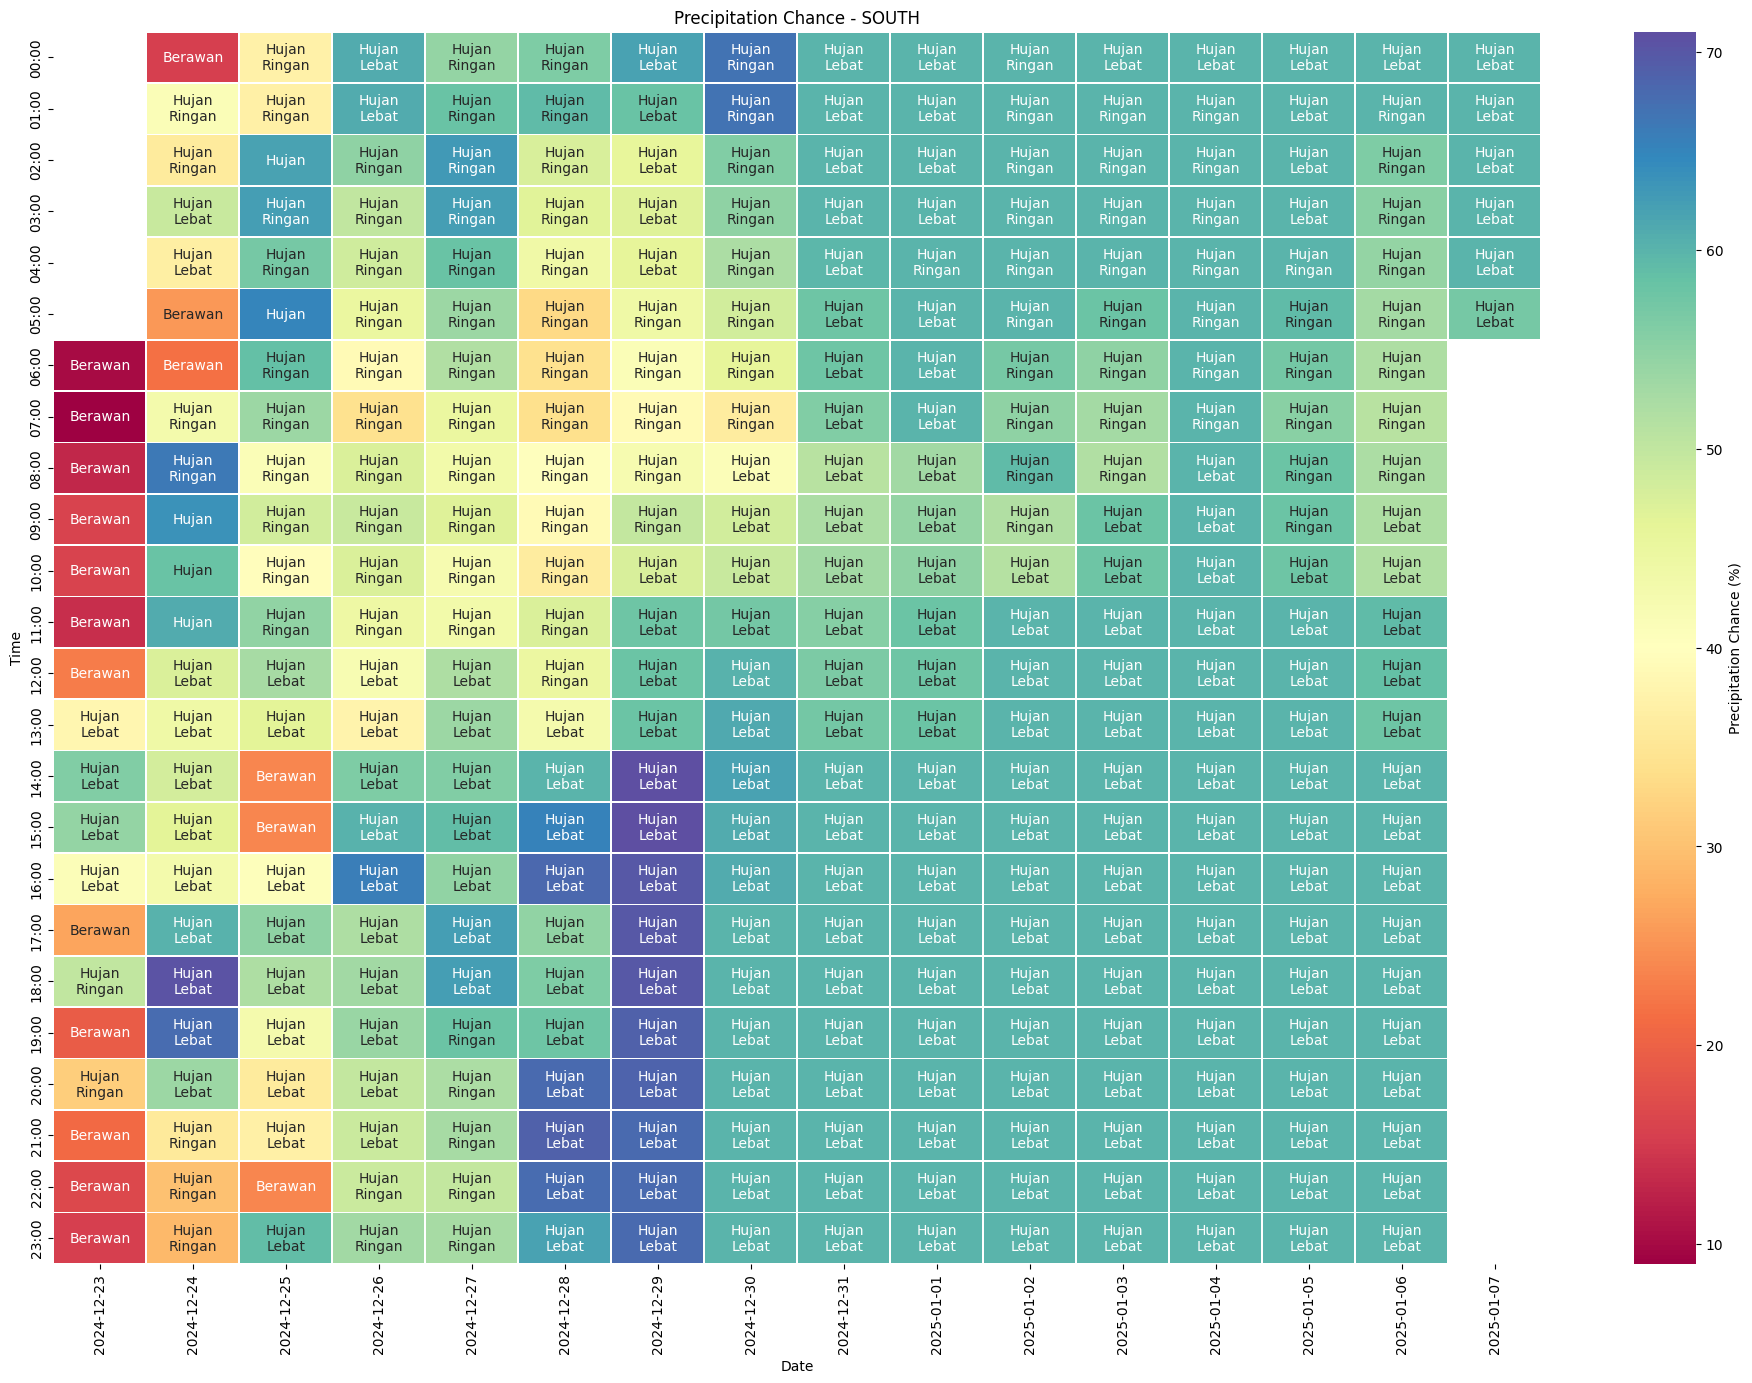 Precipitation Chance - SOUTH
00:00 Berawan Hujan Ringan Hujan Lebat Hujan Ringan Hujan Ringan Hujan Lebat Hujan Ringan Hujan Lebat Hujan Lebat Hujan Ringan Hujan Lebat Hujan Lebat Hujan Lebat Hujan Lebat Hujan Lebat
01:00 Hujan Ringan Hujan Ringan Hujan Lebat Hujan Ringan Hujan Ringan Hujan Lebat Hujan Ringan Hujan Lebat Hujan Lebat Hujan Ringan Hujan Ringan Hujan Ringan Hujan Lebat Hujan Ringan Hujan Lebat
02:00 Hujan Ringan Hujan Hujan Ringan Hujan Ringan Hujan Ringan Hujan Lebat Hujan Ringan Hujan Lebat Hujan Lebat Hujan Ringan Hujan Ringan Hujan Ringan Hujan Lebat Hujan Ringan Hujan Lebat
03:00 Hujan Lebat Hujan Ringan Hujan Ringan Hujan Ringan Hujan Ringan Hujan Lebat Hujan Ringan Hujan Lebat Hujan Lebat Hujan Ringan Hujan Ringan Hujan Ringan Hujan Lebat Hujan Ringan Hujan Lebat
04:00 Hujan Lebat Hujan Ringan Hujan Ringan Hujan Ringan Hujan Ringan Hujan Lebat Hujan Ringan Hujan Lebat Hujan Ringan Hujan Ringan Hujan Ringan Hujan Ringan Hujan Ringan Hujan Ringan Hujan Lebat
05:00 Berawan Hujan Hujan Ringan Hujan Ringan Hujan Ringan Hujan Ringan Hujan Ringan Hujan Lebat Hujan Lebat Hujan Ringan Hujan Ringan Hujan Ringan Hujan Ringan Hujan Ringan Hujan Lebat
06:00 Berawan Berawan Hujan Ringan Hujan Ringan Hujan Ringan Hujan Ringan Hujan Ringan Hujan Ringan Hujan Lebat Hujan Lebat Hujan Ringan Hujan Ringan Hujan Ringan Hujan Ringan Hujan Ringan
07:00 Berawan Hujan Ringan Hujan Ringan Hujan Ringan Hujan Ringan Hujan Ringan Hujan Ringan Hujan Ringan Hujan Lebat Hujan Lebat Hujan Ringan Hujan Ringan Hujan Ringan Hujan Ringan Hujan Ringan
08:00 Berawan Hujan Ringan Hujan Ringan Hujan Ringan Hujan Ringan Hujan Ringan Hujan Ringan Hujan Lebat Hujan Lebat Hujan Lebat Hujan Ringan Hujan Ringan Hujan Lebat Hujan Ringan Hujan Ringan
09:00 Berawan Hujan Hujan Ringan Hujan Ringan Hujan Ringan Hujan Ringan Hujan Ringan Hujan Lebat Hujan Lebat Hujan Lebat Hujan Ringan Hujan Lebat Hujan Lebat Hujan Ringan Hujan Lebat
10:00 Berawan Hujan Hujan Ringan Hujan Ringan Hujan Ringan Hujan Ringan Hujan Lebat Hujan Lebat Hujan Lebat Hujan Lebat Hujan Lebat Hujan Lebat Hujan Lebat Hujan Lebat Hujan Lebat
11:00 Berawan Hujan Hujan Ringan Hujan Ringan Hujan Ringan Hujan Ringan Hujan Lebat Hujan Lebat Hujan Lebat Hujan Lebat Hujan Lebat Hujan Lebat Hujan Lebat Hujan Lebat Hujan Lebat
12:00 Berawan Hujan Lebat Hujan Lebat Hujan Lebat Hujan Lebat Hujan Ringan Hujan Lebat Hujan Lebat Hujan Lebat Hujan Lebat Hujan Lebat Hujan Lebat Hujan Lebat Hujan Lebat Hujan Lebat
13:00 Hujan Lebat Hujan Lebat Hujan Lebat Hujan Lebat Hujan Lebat Hujan Lebat Hujan Lebat Hujan Lebat Hujan Lebat Hujan Lebat Hujan Lebat Hujan Lebat Hujan Lebat Hujan Lebat Hujan Lebat
14:00 Hujan Lebat Hujan Lebat Berawan Hujan Lebat Hujan Lebat Hujan Lebat Hujan Lebat Hujan Lebat Hujan Lebat Hujan Lebat Hujan Lebat Hujan Lebat Hujan Lebat Hujan Lebat Hujan Lebat
15:00 Hujan Lebat Hujan Lebat Berawan Hujan Lebat Hujan Lebat Hujan Lebat Hujan Lebat Hujan Lebat Hujan Lebat Hujan Lebat Hujan Lebat Hujan Lebat Hujan Lebat Hujan Lebat Hujan Lebat
16:00 Hujan Lebat Hujan Lebat Hujan Lebat Hujan Lebat Hujan Lebat Hujan Lebat Hujan Lebat Hujan Lebat Hujan Lebat Hujan Lebat Hujan Lebat Hujan Lebat Hujan Lebat Hujan Lebat Hujan Lebat
17:00 Berawan Hujan Lebat Hujan Lebat Hujan Lebat Hujan Lebat Hujan Lebat Hujan Lebat Hujan Lebat Hujan Lebat Hujan Lebat Hujan Lebat Hujan Lebat Hujan Lebat Hujan Lebat Hujan Lebat
18:00 Hujan Ringan Hujan Lebat Hujan Lebat Hujan Lebat Hujan Lebat Hujan Lebat Hujan Lebat Hujan Lebat Hujan Lebat Hujan Lebat Hujan Lebat Hujan Lebat Hujan Lebat Hujan Lebat Hujan Lebat
19:00 Berawan Hujan Lebat Hujan Lebat Hujan Lebat Hujan Ringan Hujan Lebat Hujan Lebat Hujan Lebat Hujan Lebat Hujan Lebat Hujan Lebat Hujan Lebat Hujan Lebat Hujan Lebat Hujan Lebat
20:00 Hujan Ringan Hujan Lebat Hujan Lebat Hujan Lebat Hujan Ringan Hujan Lebat Hujan Lebat Hujan Lebat Hujan Lebat Hujan Lebat Hujan Lebat Hujan Lebat Hujan Lebat Hujan Lebat Hujan Lebat
21:00 Berawan Hujan Ringan Hujan Lebat Hujan Lebat Hujan Ringan Hujan Lebat Hujan Lebat Hujan Lebat Hujan Lebat Hujan Lebat Hujan Lebat Hujan Lebat Hujan Lebat Hujan Lebat Hujan Lebat
22:00 Berawan Hujan Ringan Berawan Hujan Ringan Hujan Ringan Hujan Lebat Hujan Lebat Hujan Lebat Hujan Lebat Hujan Lebat Hujan Lebat Hujan Lebat Hujan Lebat Hujan Lebat Hujan Lebat
23:00 Berawan Hujan Ringan Hujan Lebat Hujan Ringan Hujan Ringan Hujan Lebat Hujan Lebat Hujan Lebat Hujan Lebat Hujan Lebat Hujan Lebat Hujan Lebat Hujan Lebat Hujan Lebat Hujan Lebat
Time
2024-12-23 2024-12-24 2024-12-25 2024-12-26 2024-12-27 2024-12-28 2024-12-29 2024-12-30 2024-12-31 2025-01-01 2025-01-02 2025-01-03 2025-01-04 2025-01-05 2025-01-06 2025-01-07
Date
70
60
50
40
30
20
10
Precipitation Chance (%)